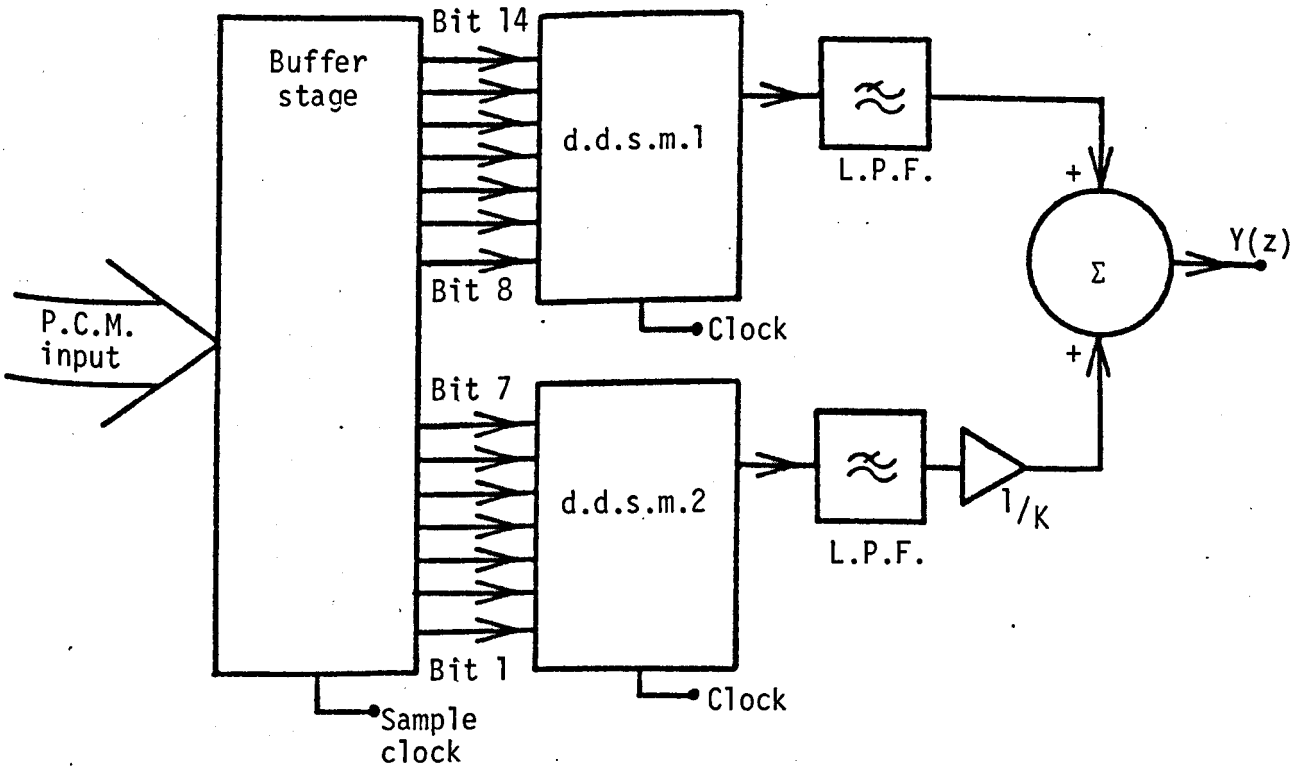 Bit 14
Buffer
stage
d.d.s.m.1
L.P.F.
+
Y(z)
Σ
Bit 8
P.C.M.
input
Clock
+
Bit 7
d.d.s.m.2
1/K
L.P.F.
Bit 1
Clock
Sample
clock